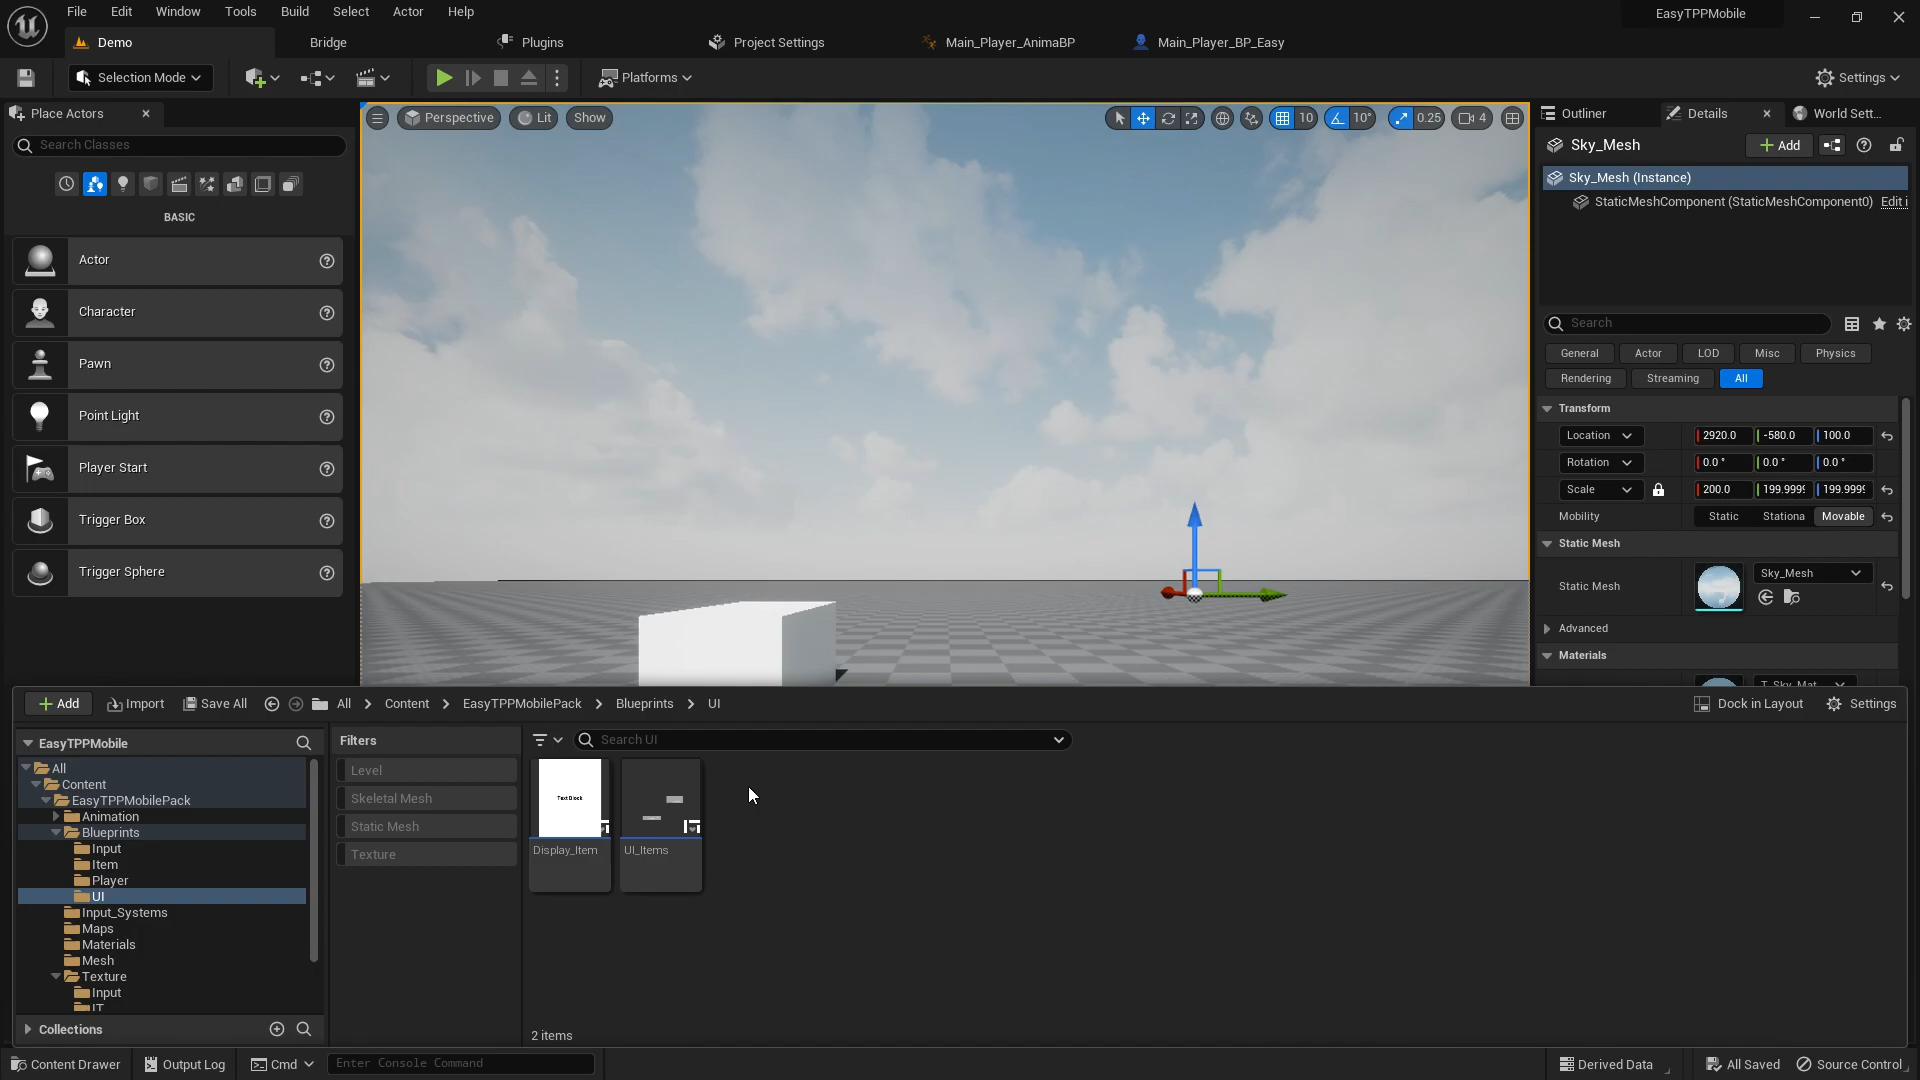 File Edit Window Tools Build Select Actor Help
EasyTPPMobile
Demo Bridge Plugins Project Settings Main_Player_AnimaBP Main_Player_BP_Easy
Selection Mode Platforms Settings
Place Actors
Search Classes
BASIC
Actor
Character
Pawn
Point Light
Player Start
Trigger Box
Trigger Sphere
Perspective Lit Show 10 10° 0.25 4
Outliner Details World Sett...
Sky_Mesh Add
Sky_Mesh (Instance)
StaticMeshComponent (StaticMeshComponent0) Edit i
Search
General Actor LOD Misc Physics
Rendering Streaming All
Transform
Location 2920.0 -580.0 100.0
Rotation 0.0 ° 0.0 ° 0.0 °
Scale 200.0 199.9999 199.9999
Mobility Static Stationa Movable
Static Mesh
Static Mesh Sky_Mesh
Advanced
Materials
T_Sky_Mat
Add Import Save All All Content EasyTPPMobilePack Blueprints UI Dock in Layout Settings
EasyTPPMobile
All
Content
EasyTPPMobilePack
Animation
Blueprints
Input
Item
Player
UI
Input_Systems
Maps
Materials
Mesh
Texture
Input
IT
Collections
Filters
Level
Skeletal Mesh
Static Mesh
Texture
Search UI
Text Block
Display_Item UI_Items
2 items
Content Drawer Output Log Cmd Enter Console Command Derived Data All Saved Source Control